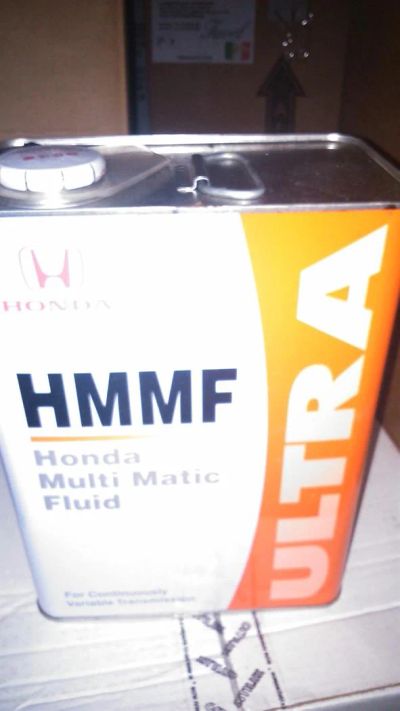 HONDA
HMMF
Honda
Multi Matic
Fluid
For Continuously
Variable Transmission
ULTRA